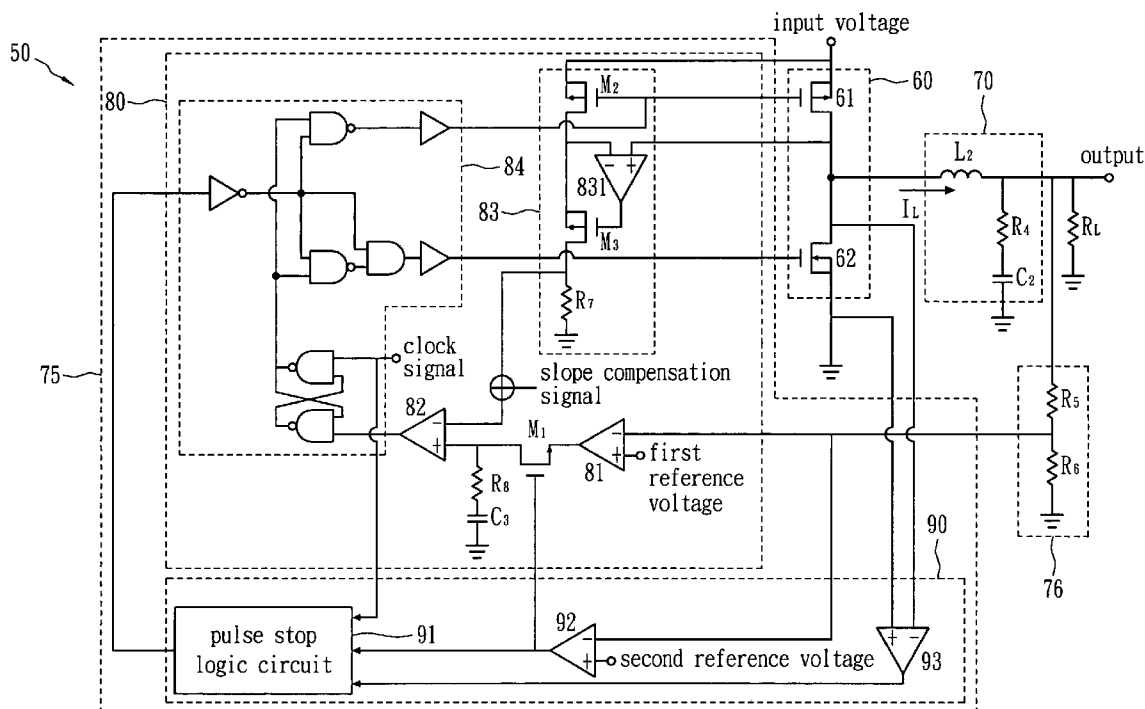 input voltage
50
80
M2
60
61
70
L2
output
84
831
83
IL
M3
R4
RL
62
C2
R7
75
clock
signal
slope compensation
signal
R5
82
M1
81
first
reference
voltage
R6
R8
C3
90
76
pulse stop
logic circuit
91
92
second reference voltage
93